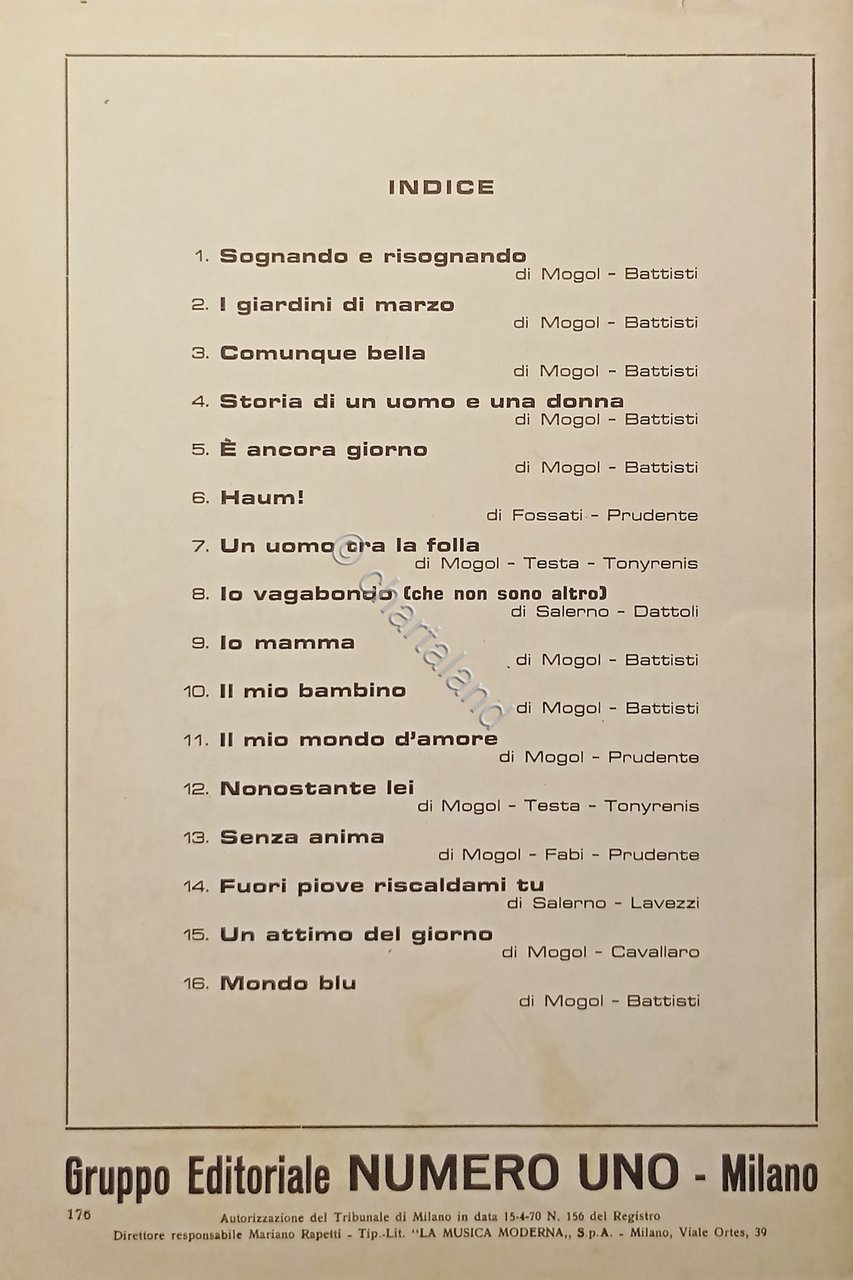 INDICE
1. Sognando e risognando
di Mogol - Battisti
2. I giardini di marzo
di Mogol - Battisti
3. Comunque bella
di Mogol - Battisti
4. Storia di un uomo e una donna
di Mogol - Battisti
5. È ancora giorno
di Mogol - Battisti
6. Haum!
di Fossati - Prudente
7. Un uomo tra la folla
di Mogol - Testa - Tonyrenis
8. Io vagabondo (che non sono altro)
di Salerno - Dattoli
9. Io mamma
di Mogol - Battisti
10. Il mio bambino
di Mogol - Battisti
11. Il mio mondo d'amore
di Mogol - Prudente
12. Nonostante lei
di Mogol - Testa - Tonyrenis
13. Senza anima
di Mogol - Fabi - Prudente
14. Fuori piove riscaldami tu
di Salerno - Lavezzi
15. Un attimo del giorno
di Mogol - Cavallaro
16. Mondo blu
di Mogol - Battisti
© chartaland
Gruppo Editoriale NUMERO UNO - Milano
176
Autorizzazione del Tribunale di Milano in data 15-4-70 N. 156 del Registro
Direttore responsabile Mariano Rapetti - Tip.-Lit. "LA MUSICA MODERNA,, S.p.A. - Milano, Viale Ortes, 39